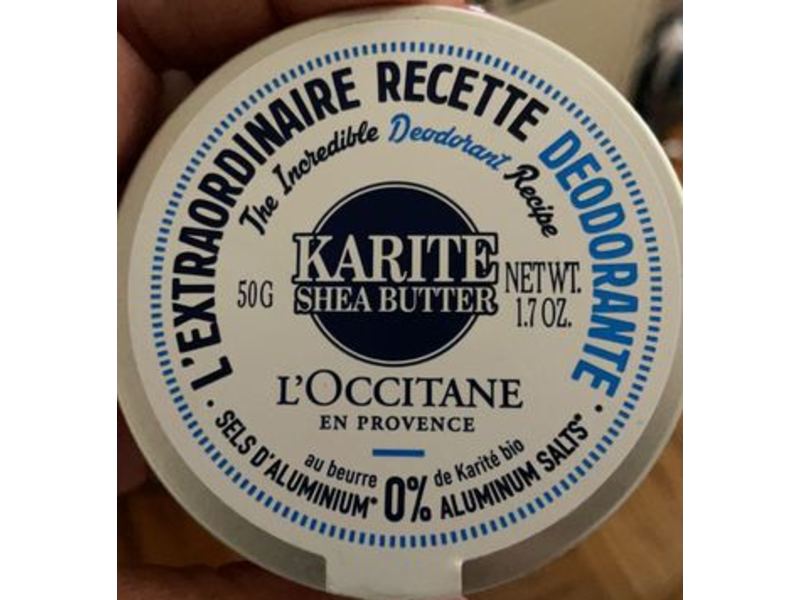 L'EXTRAORDINAIRE RECETTE DEODORANTE
The Incredible Deodorant Recipe
KARITE
SHEA BUTTER
50 G
NET WT.
1.7 OZ.
L'OCCITANE
EN PROVENCE
au beurre de Karité bio
· SELS D'ALUMINIUM* 0% ALUMINUM SALTS* ·